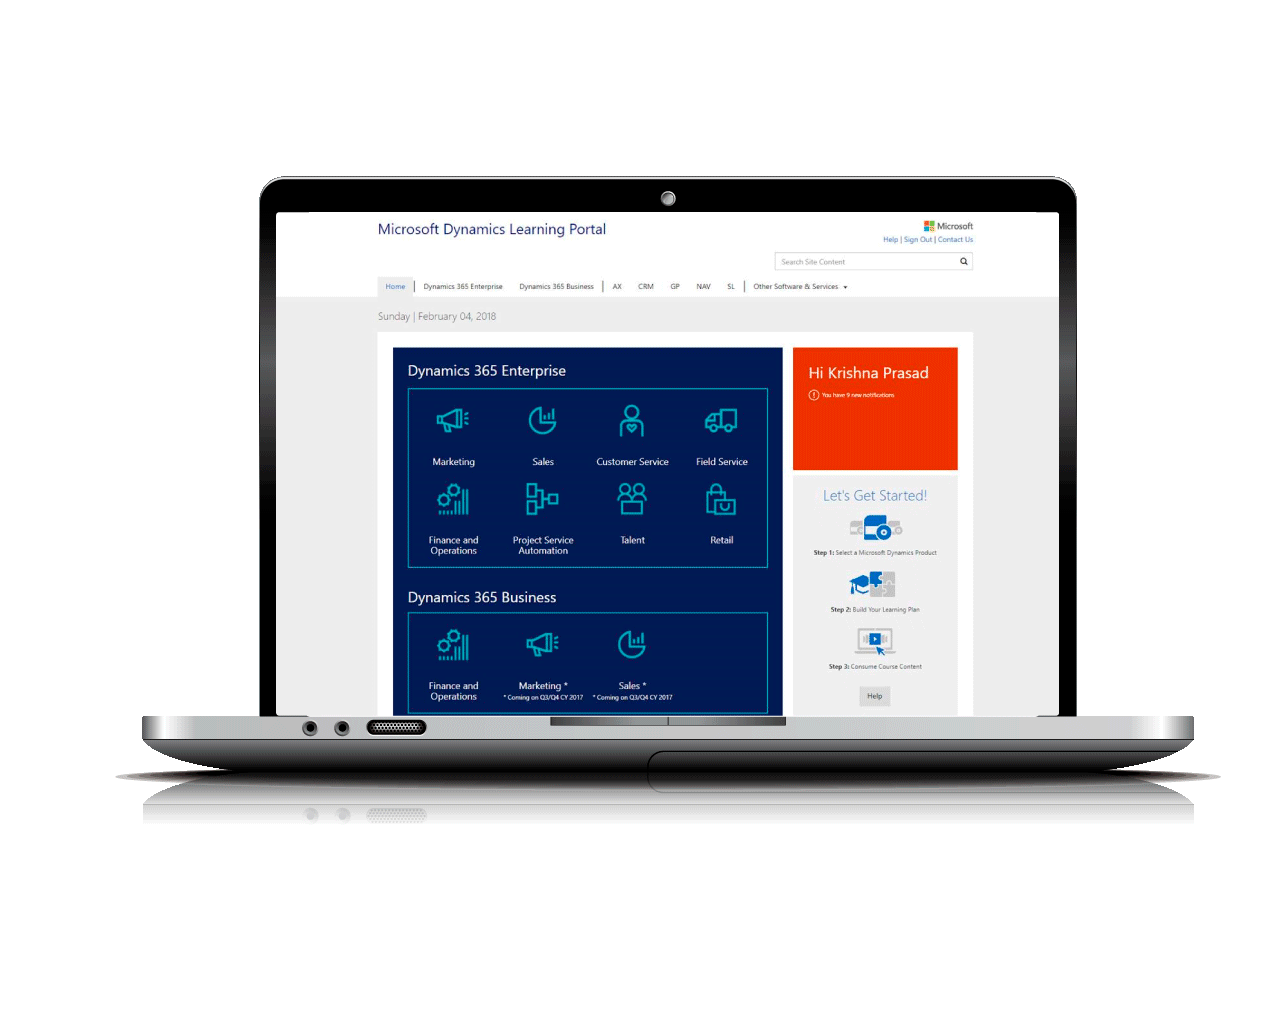 Microsoft Dynamics Learning Portal
Microsoft
Help | Sign Out | Contact Us
Search Site Content
Home | Dynamics 365 Enterprise Dynamics 365 Business | AX CRM GP NAV SL | Other Software & Services
Sunday | February 04, 2018
Dynamics 365 Enterprise
Marketing Sales Customer Service Field Service
Finance and Operations
Project Service Automation
Talent
Retail
Dynamics 365 Business
Finance and Operations
Marketing *
* Coming on Q3/Q4 CY 2017
Sales *
* Coming on Q3/Q4 CY 2017
Hi Krishna Prasad
You have 9 new notifications
Let's Get Started!
Step 1: Select a Microsoft Dynamics Product
Step 2: Build Your Learning Plan
Step 3: Consume Course Content
Help